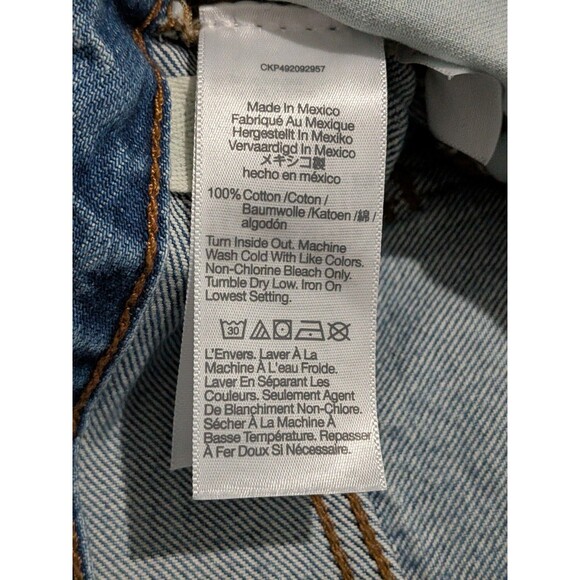 CKP492092957
Made In Mexico
Fabriqué Au Mexique
Hergestellt In Mexiko
Vervaardigd In Mexico
メキシコ製
hecho en méxico
100% Cotton /Coton /
Baumwolle /Katoen /綿 /
algodón
Turn Inside Out. Machine
Wash Cold With Like Colors.
Non-Chlorine Bleach Only.
Tumble Dry Low. Iron On
Lowest Setting.
30
L'Envers. Laver À La
Machine À L'eau Froide.
Laver En Séparant Les
Couleurs. Seulement Agent
De Blanchiment Non-Chlore.
Sécher À La Machine À
Basse Température. Repasser
À Fer Doux Si Nécessaire.